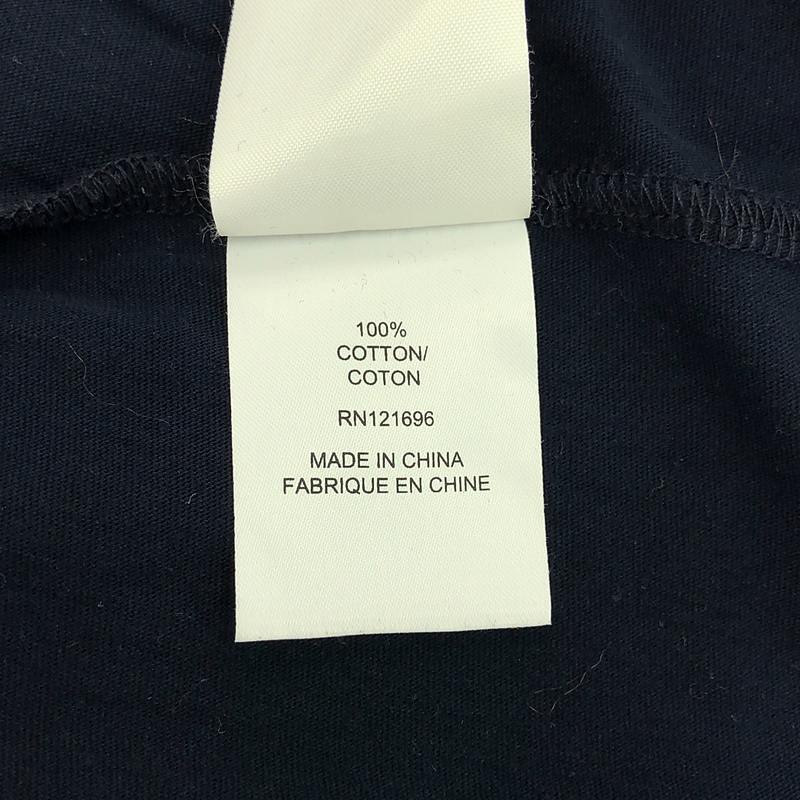 100%
COTTON/
COTON
RN121696
MADE IN CHINA
FABRIQUE EN CHINE